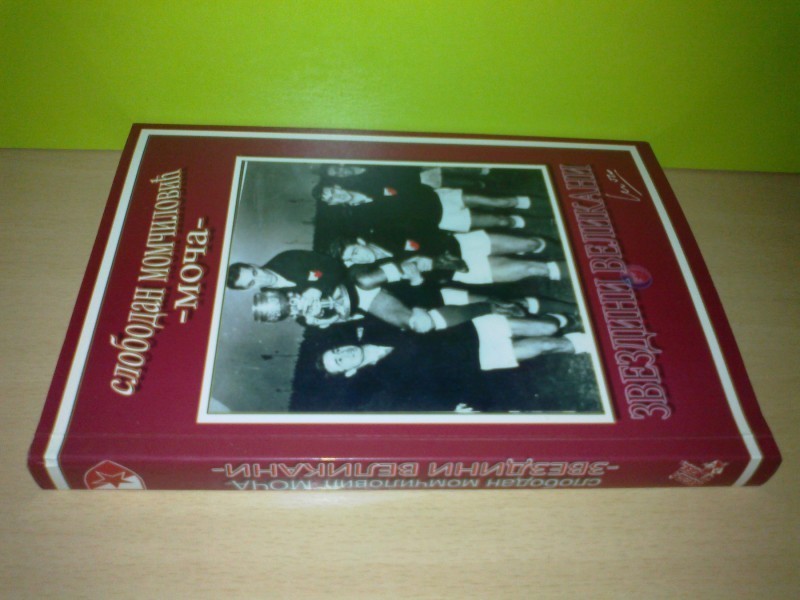 СЛОБОДАН МОМЧИЛОВИЋ
-МОЧА-
ЗВЕЗДИНИ ВЕЛИКАНИ
СЛОБОДАН МОМЧИЛОВИЋ -МОЧА-
-ЗВЕЗДИНИ ВЕЛИКАНИ-